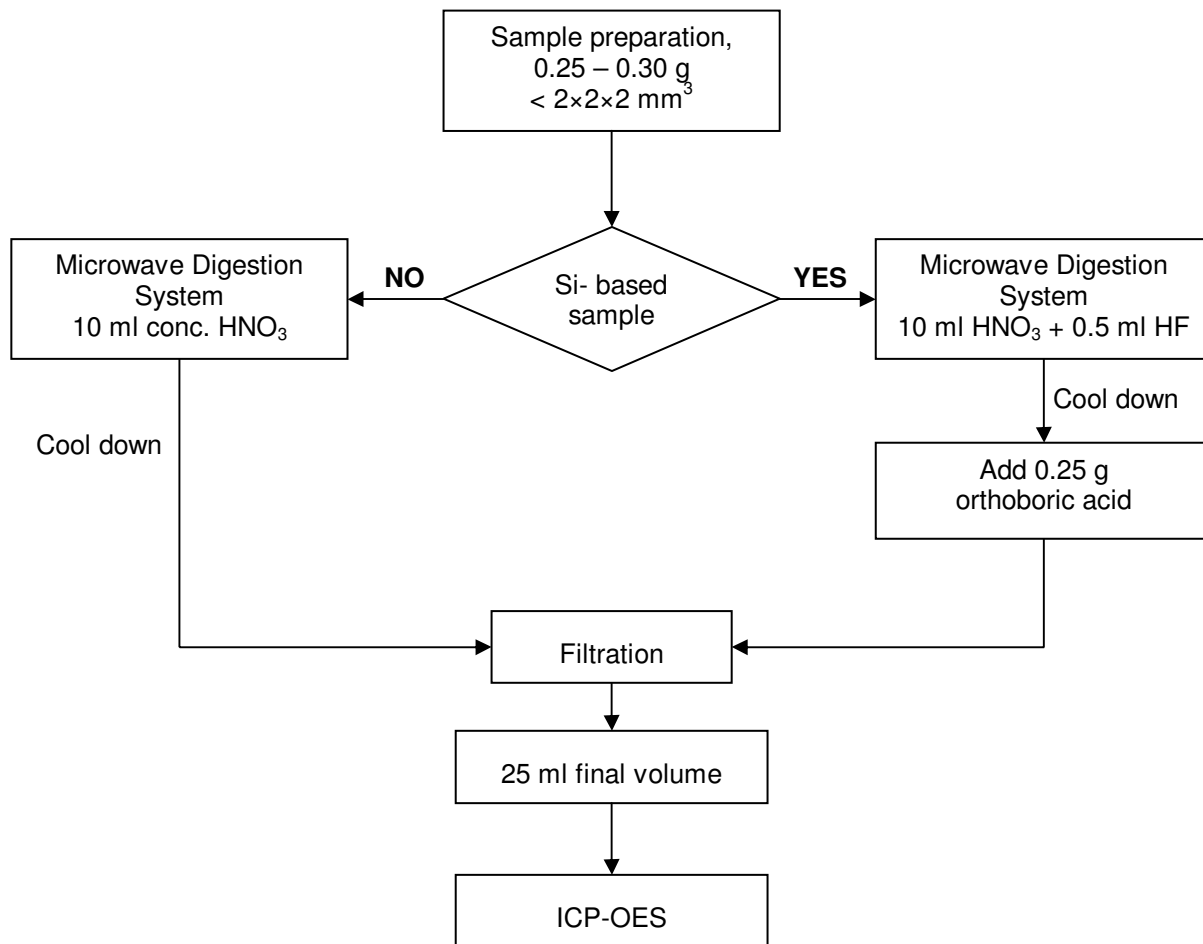 Sample preparation,
0.25 – 0.30 g
< 2×2×2 mm³
Microwave Digestion
System
10 ml conc. HNO₃
NO
Si- based
sample
YES
Microwave Digestion
System
10 ml HNO₃ + 0.5 ml HF
Cool down
Cool down
Add 0.25 g
orthoboric acid
Filtration
25 ml final volume
ICP-OES